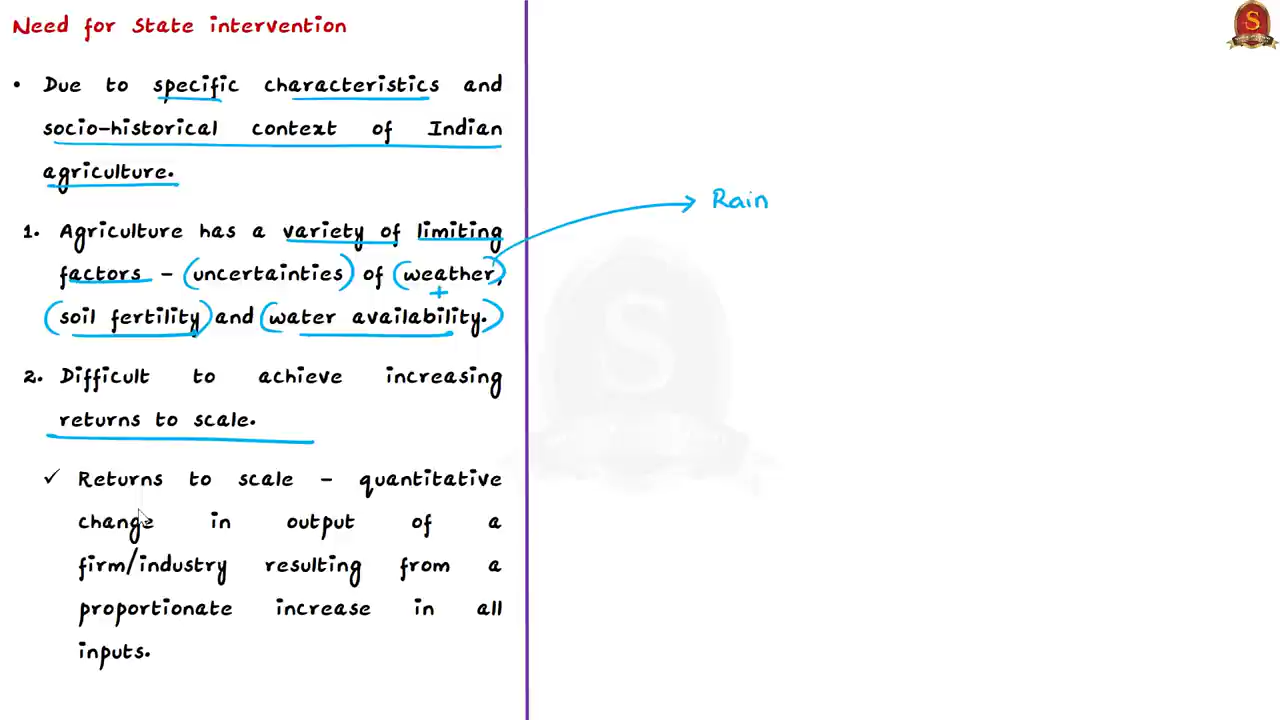 Need for State intervention
• Due to specific characteristics and
socio-historical context of Indian
agriculture.
1. Agriculture has a variety of limiting
factors - (uncertainties) of (weather,)
+
(soil fertility) and (water availability.)
Rain
2. Difficult to achieve increasing
returns to scale.
✓ Returns to scale - quantitative
change in output of a
firm/industry resulting from a
proportionate increase in all
inputs.
S
S